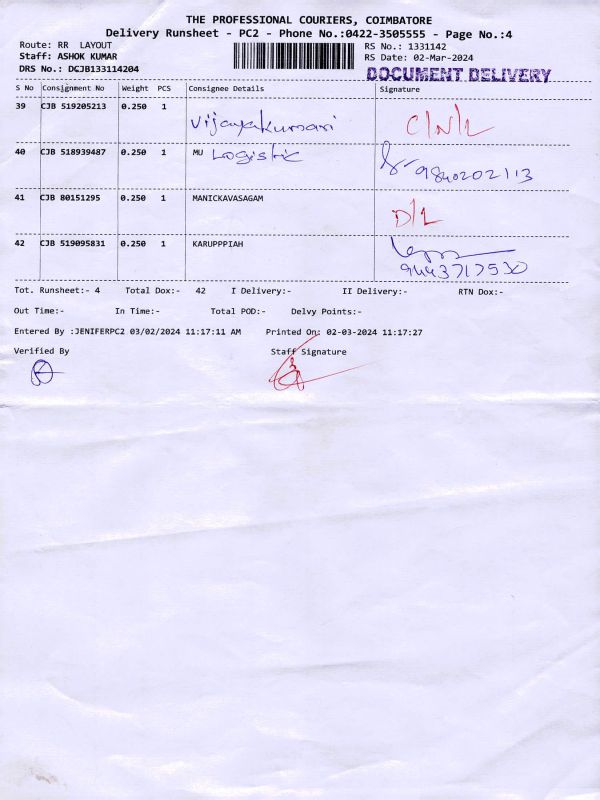 THE PROFESSIONAL COURIERS, COIMBATORE
Delivery Runsheet - PC2 - Phone No.:0422-3505555 - Page No.:4
Route: RR LAYOUT
RS No.: 1331142
Staff: ASHOK KUMAR
RS Date: 02-Mar-2024
DRS No.: DCJB133114204
DOCUMENT DELIVERY
S No Consignment No Weight PCS Consignee Details Signature
39 CJB 519205213 0.250 1 Vijayakumari C/N/L
40 CJB 518939487 0.250 1 MU Logistic 9840202113
41 CJB 80151295 0.250 1 MANICKAVASAGAM D/L
42 CJB 519095831 0.250 1 KARUPPPIAH
9443717530
Tot. Runsheet:- 4 Total Dox:- 42 I Delivery:- II Delivery:- RTN Dox:-
Out Time:- In Time:- Total POD:- Delvy Points:-
Entered By :JENIFERPC2 03/02/2024 11:17:11 AM Printed On: 02-03-2024 11:17:27
Verified By Staff Signature